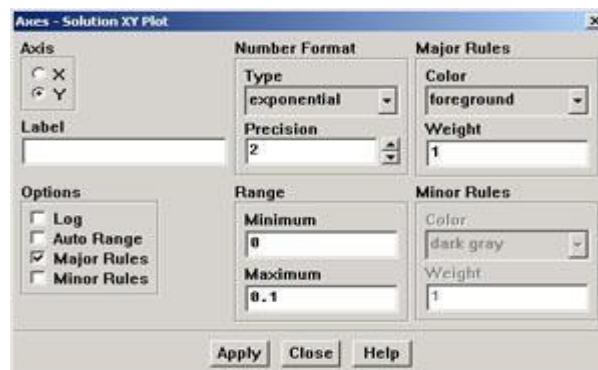 Axes - Solution XY Plot
Axis
X
Y
Label
Number Format
Type
exponential
Precision
2
Major Rules
Color
foreground
Weight
1
Options
Log
Auto Range
Major Rules
Minor Rules
Range
Minimum
0
Maximum
0.1
Minor Rules
Color
dark gray
Weight
1
Apply
Close
Help